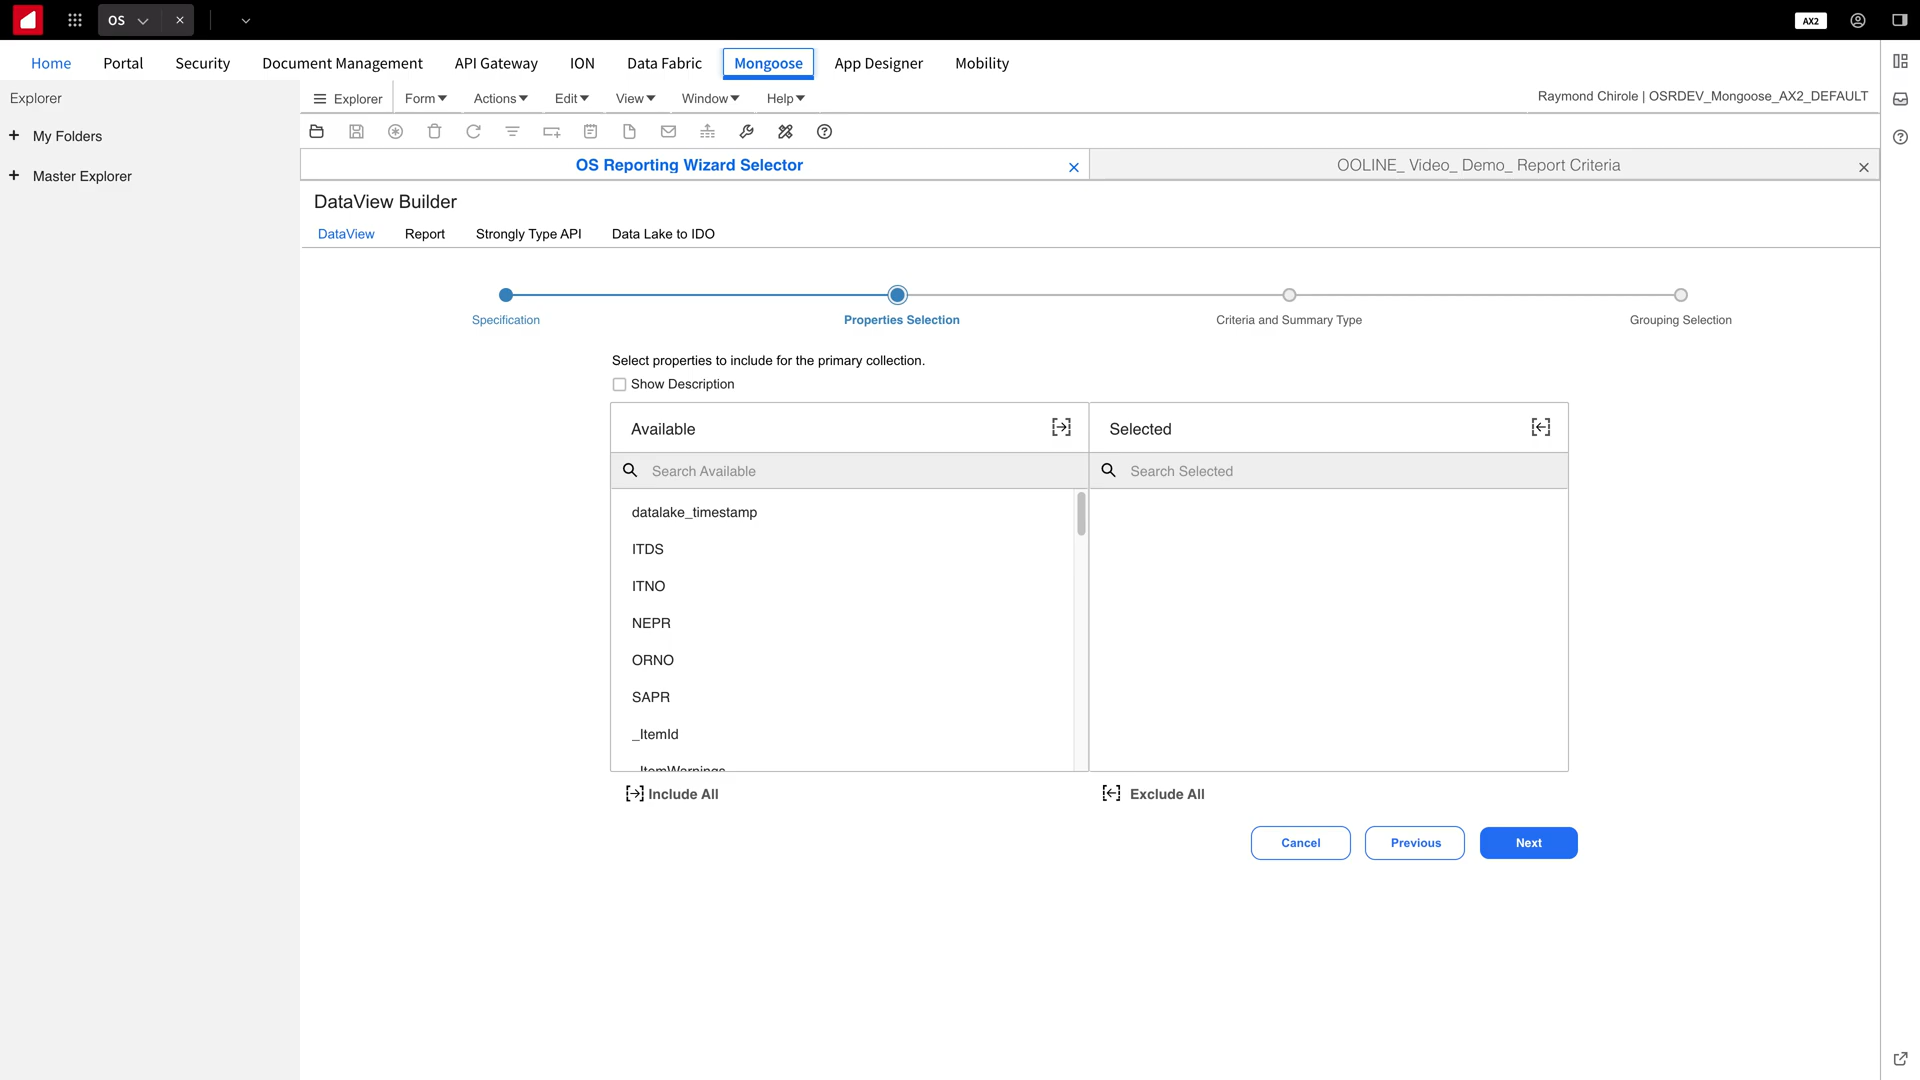 OS
AX2
Home Portal Security Document Management API Gateway ION Data Fabric Mongoose App Designer Mobility
Explorer
My Folders
Master Explorer
Explorer Form Actions Edit View Window Help
Raymond Chirole | OSRDEV_Mongoose_AX2_DEFAULT
OS Reporting Wizard Selector
OOLINE_ Video_ Demo_ Report Criteria
DataView Builder
DataView Report Strongly Type API Data Lake to IDO
Specification
Properties Selection
Criteria and Summary Type
Grouping Selection
Select properties to include for the primary collection.
Show Description
Available
Selected
Search Available
Search Selected
datalake_timestamp
ITDS
ITNO
NEPR
ORNO
SAPR
_ItemId
_ItemWarnings
Include All
Exclude All
Cancel Previous Next